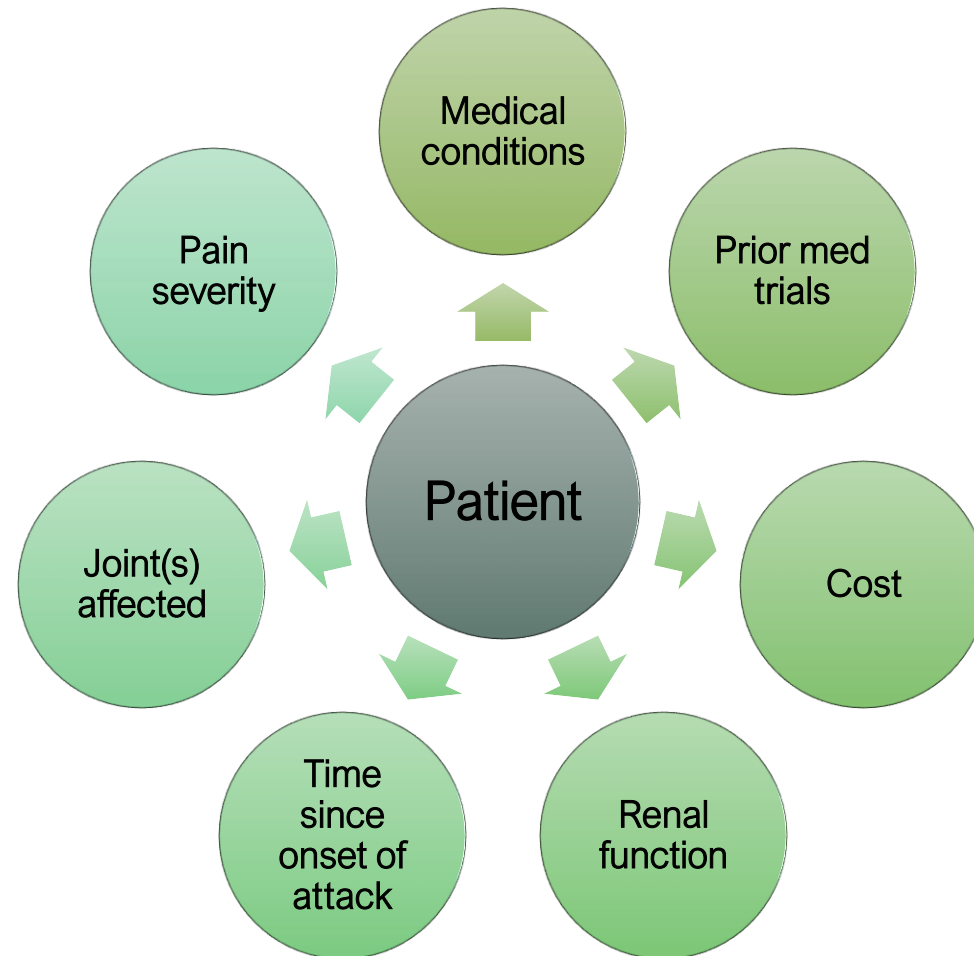 Medical
conditions
Prior med
trials
Cost
Renal
function
Time
since
onset of
attack
Joint(s)
affected
Pain
severity
Patient